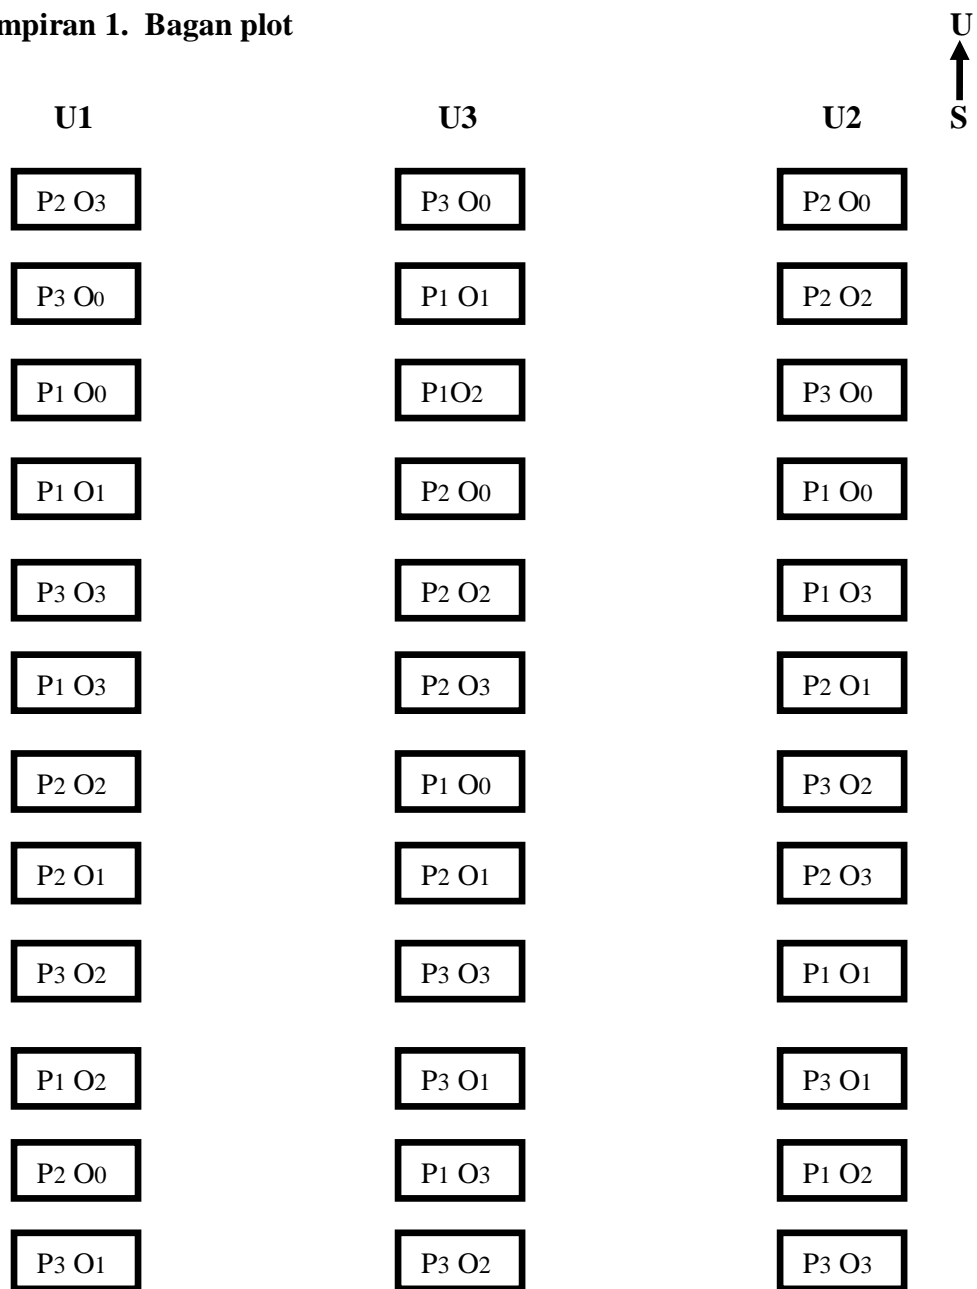 mpiran 1. Bagan plot U
U1 U3 U2 S
P2 O3 P3 O0 P2 O0
P3 O0 P1 O1 P2 O2
P1 O0 P1O2 P3 O0
P1 O1 P2 O0 P1 O0
P3 O3 P2 O2 P1 O3
P1 O3 P2 O3 P2 O1
P2 O2 P1 O0 P3 O2
P2 O1 P2 O1 P2 O3
P3 O2 P3 O3 P1 O1
P1 O2 P3 O1 P3 O1
P2 O0 P1 O3 P1 O2
P3 O1 P3 O2 P3 O3